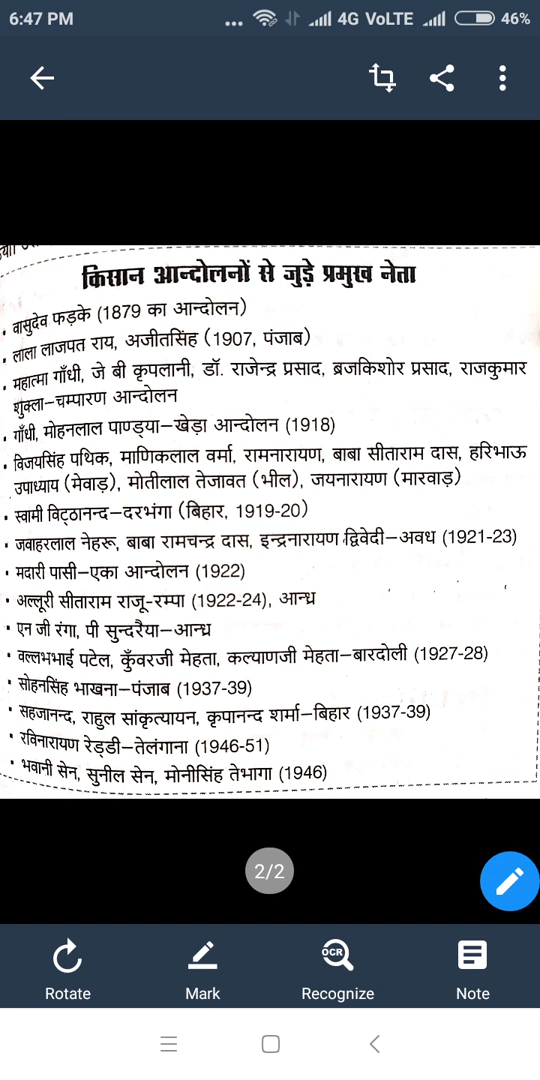 6:47 PM ... 4G VoLTE 46%
किसान आन्दोलनों से जुड़े प्रमुख नेता
• वासुदेव फड़के (1879 का आन्दोलन)
• लाला लाजपत राय, अजीतसिंह (1907, पंजाब)
• महात्मा गाँधी, जे बी कृपलानी, डॉ. राजेन्द्र प्रसाद, ब्रजकिशोर प्रसाद, राजकुमार
शुक्ला–चम्पारण आन्दोलन
• गाँधी, मोहनलाल पाण्ड्या–खेड़ा आन्दोलन (1918)
• विजयसिंह पथिक, माणिकलाल वर्मा, रामनारायण, बाबा सीताराम दास, हरिभाऊ
उपाध्याय (मेवाड़), मोतीलाल तेजावत (भील), जयनारायण (मारवाड़)
• स्वामी विट्ठानन्द–दरभंगा (बिहार, 1919-20)
• जवाहरलाल नेहरू, बाबा रामचन्द्र दास, इन्द्रनारायण द्विवेदी–अवध (1921-23)
• मदारी पासी–एका आन्दोलन (1922)
• अल्लूरी सीताराम राजू-रम्पा (1922-24), आन्ध्र
• एन जी रंगा, पी सुन्दरैया–आन्ध्र
• वल्लभभाई पटेल, कुँवरजी मेहता, कल्याणजी मेहता–बारदोली (1927-28)
• सोहनसिंह भाखना–पंजाब (1937-39)
• सहजानन्द, राहुल सांकृत्यायन, कृपानन्द शर्मा–बिहार (1937-39)
• रविनारायण रेड्डी–तेलंगाना (1946-51)
• भवानी सेन, सुनील सेन, मोनीसिंह तेभागा (1946)
2/2
OCR
Rotate Mark Recognize Note